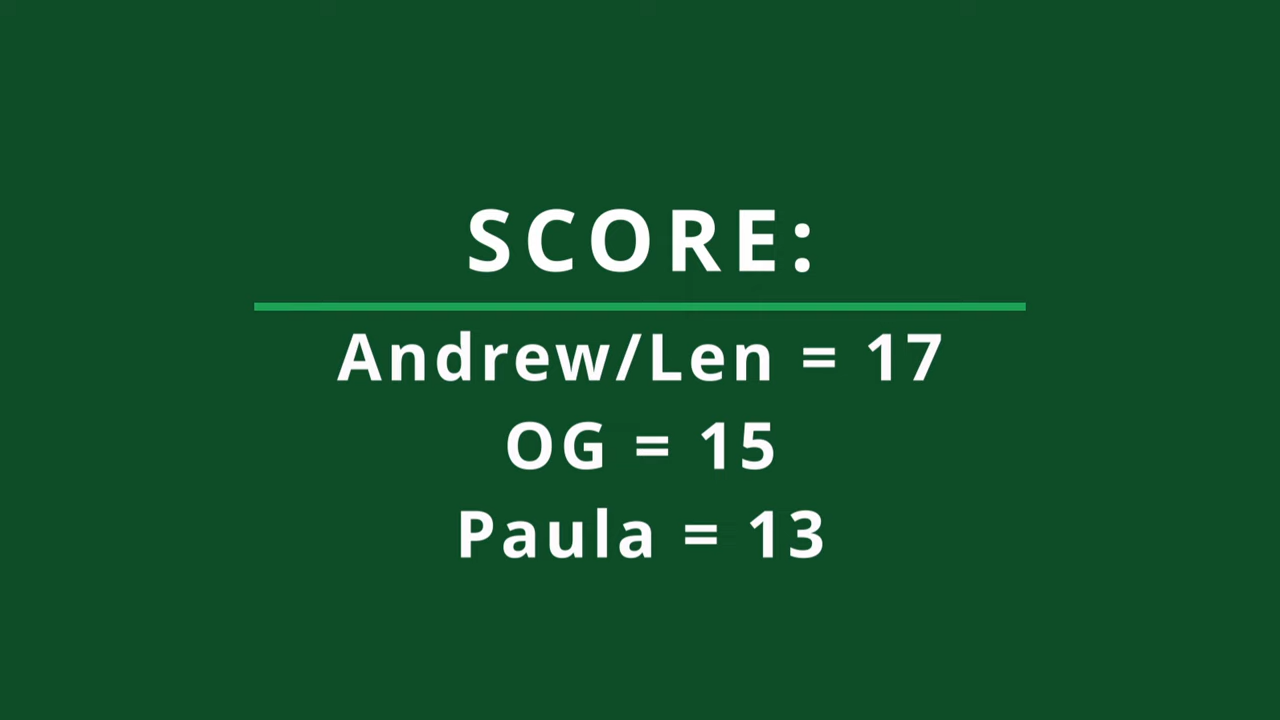 SCORE:
Andrew/Len = 17
OG = 15
Paula = 13